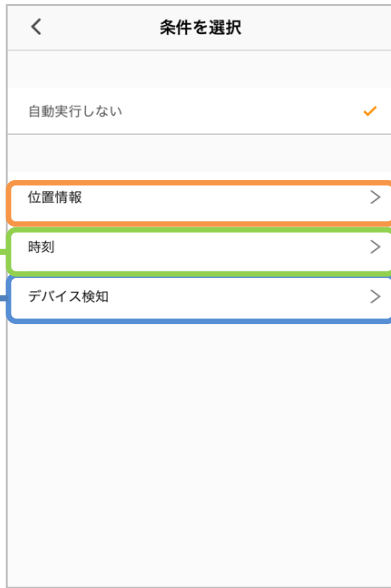 条件を選択
自動実行しない
位置情報
時刻
デバイス検知